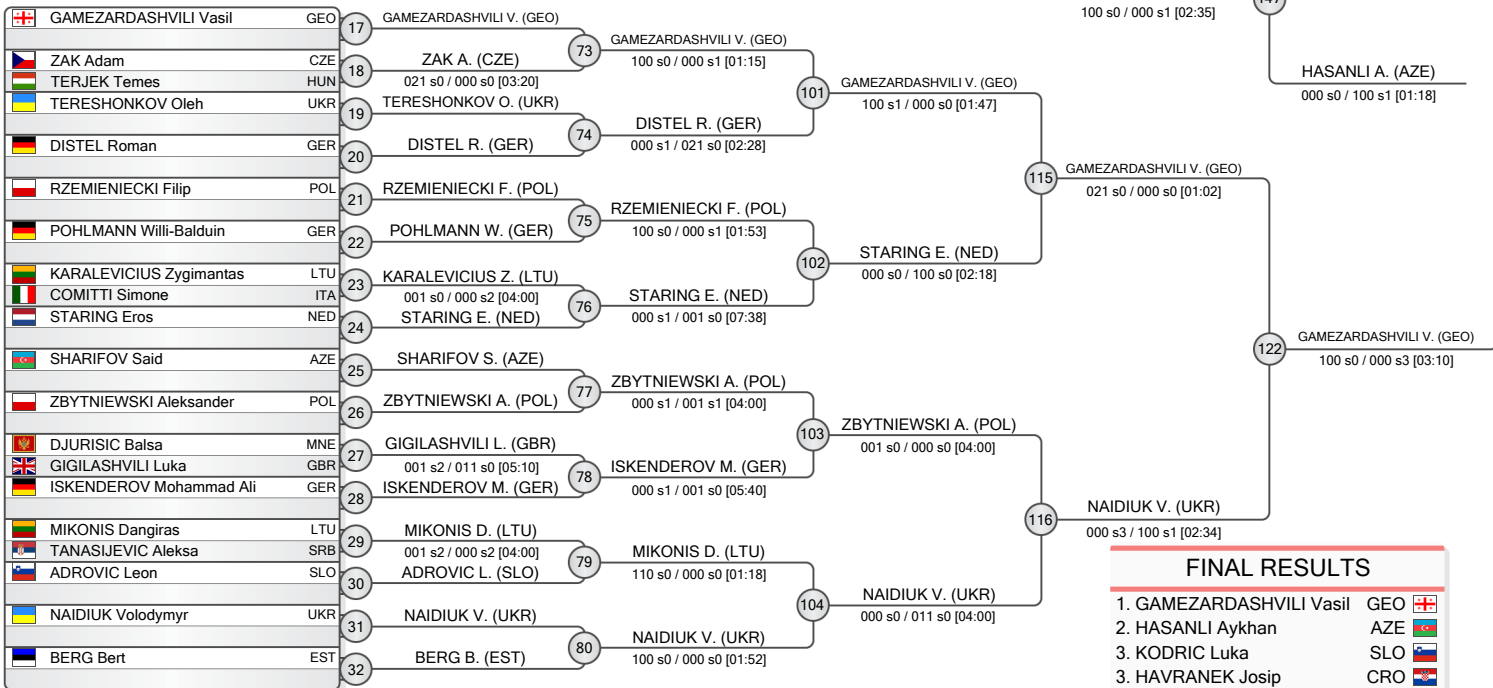 100 s0 / 000 s1 [02:35]
HASANLI A. (AZE)
000 s0 / 100 s1 [01:18]
GAMEZARDASHVILI Vasil GEO
ZAK Adam CZE
TERJEK Temes HUN
TERESHONKOV Oleh UKR
DISTEL Roman GER
RZEMIENIECKI Filip POL
POHLMANN Willi-Balduin GER
KARALEVICIUS Zygimantas LTU
COMITTI Simone ITA
STARING Eros NED
SHARIFOV Said AZE
ZBYTNIEWSKI Aleksander POL
DJURISIC Balsa MNE
GIGILASHVILI Luka GBR
ISKENDEROV Mohammad Ali GER
MIKONIS Dangiras LTU
TANASIJEVIC Aleksa SRB
ADROVIC Leon SLO
NAIDIUK Volodymyr UKR
BERG Bert EST
17 GAMEZARDASHVILI V. (GEO)
18 ZAK A. (CZE)
021 s0 / 000 s0 [03:20]
19 TERESHONKOV O. (UKR)
20 DISTEL R. (GER)
21 RZEMIENIECKI F. (POL)
22 POHLMANN W. (GER)
23 KARALEVICIUS Z. (LTU)
001 s0 / 000 s2 [04:00]
24 STARING E. (NED)
25 SHARIFOV S. (AZE)
26 ZBYTNIEWSKI A. (POL)
27 GIGILASHVILI L. (GBR)
001 s2 / 011 s0 [05:10]
28 ISKENDEROV M. (GER)
29 MIKONIS D. (LTU)
001 s2 / 000 s2 [04:00]
30 ADROVIC L. (SLO)
31 NAIDIUK V. (UKR)
32 BERG B. (EST)
73 GAMEZARDASHVILI V. (GEO)
100 s0 / 000 s1 [01:15]
74 DISTEL R. (GER)
000 s1 / 021 s0 [02:28]
75 RZEMIENIECKI F. (POL)
100 s0 / 000 s1 [01:53]
76 STARING E. (NED)
000 s1 / 001 s0 [07:38]
77 ZBYTNIEWSKI A. (POL)
000 s1 / 001 s1 [04:00]
78 ISKENDEROV M. (GER)
000 s1 / 001 s0 [05:40]
79 MIKONIS D. (LTU)
110 s0 / 000 s0 [01:18]
80 NAIDIUK V. (UKR)
100 s0 / 000 s0 [01:52]
101 GAMEZARDASHVILI V. (GEO)
100 s1 / 000 s0 [01:47]
102 STARING E. (NED)
000 s0 / 100 s0 [02:18]
103 ZBYTNIEWSKI A. (POL)
001 s0 / 000 s0 [04:00]
104 NAIDIUK V. (UKR)
000 s0 / 011 s0 [04:00]
115 GAMEZARDASHVILI V. (GEO)
021 s0 / 000 s0 [01:02]
116 NAIDIUK V. (UKR)
000 s3 / 100 s1 [02:34]
122 GAMEZARDASHVILI V. (GEO)
100 s0 / 000 s3 [03:10]
FINAL RESULTS
1. GAMEZARDASHVILI Vasil GEO
2. HASANLI Aykhan AZE
3. KODRIC Luka SLO
3. HAVRANEK Josip CRO